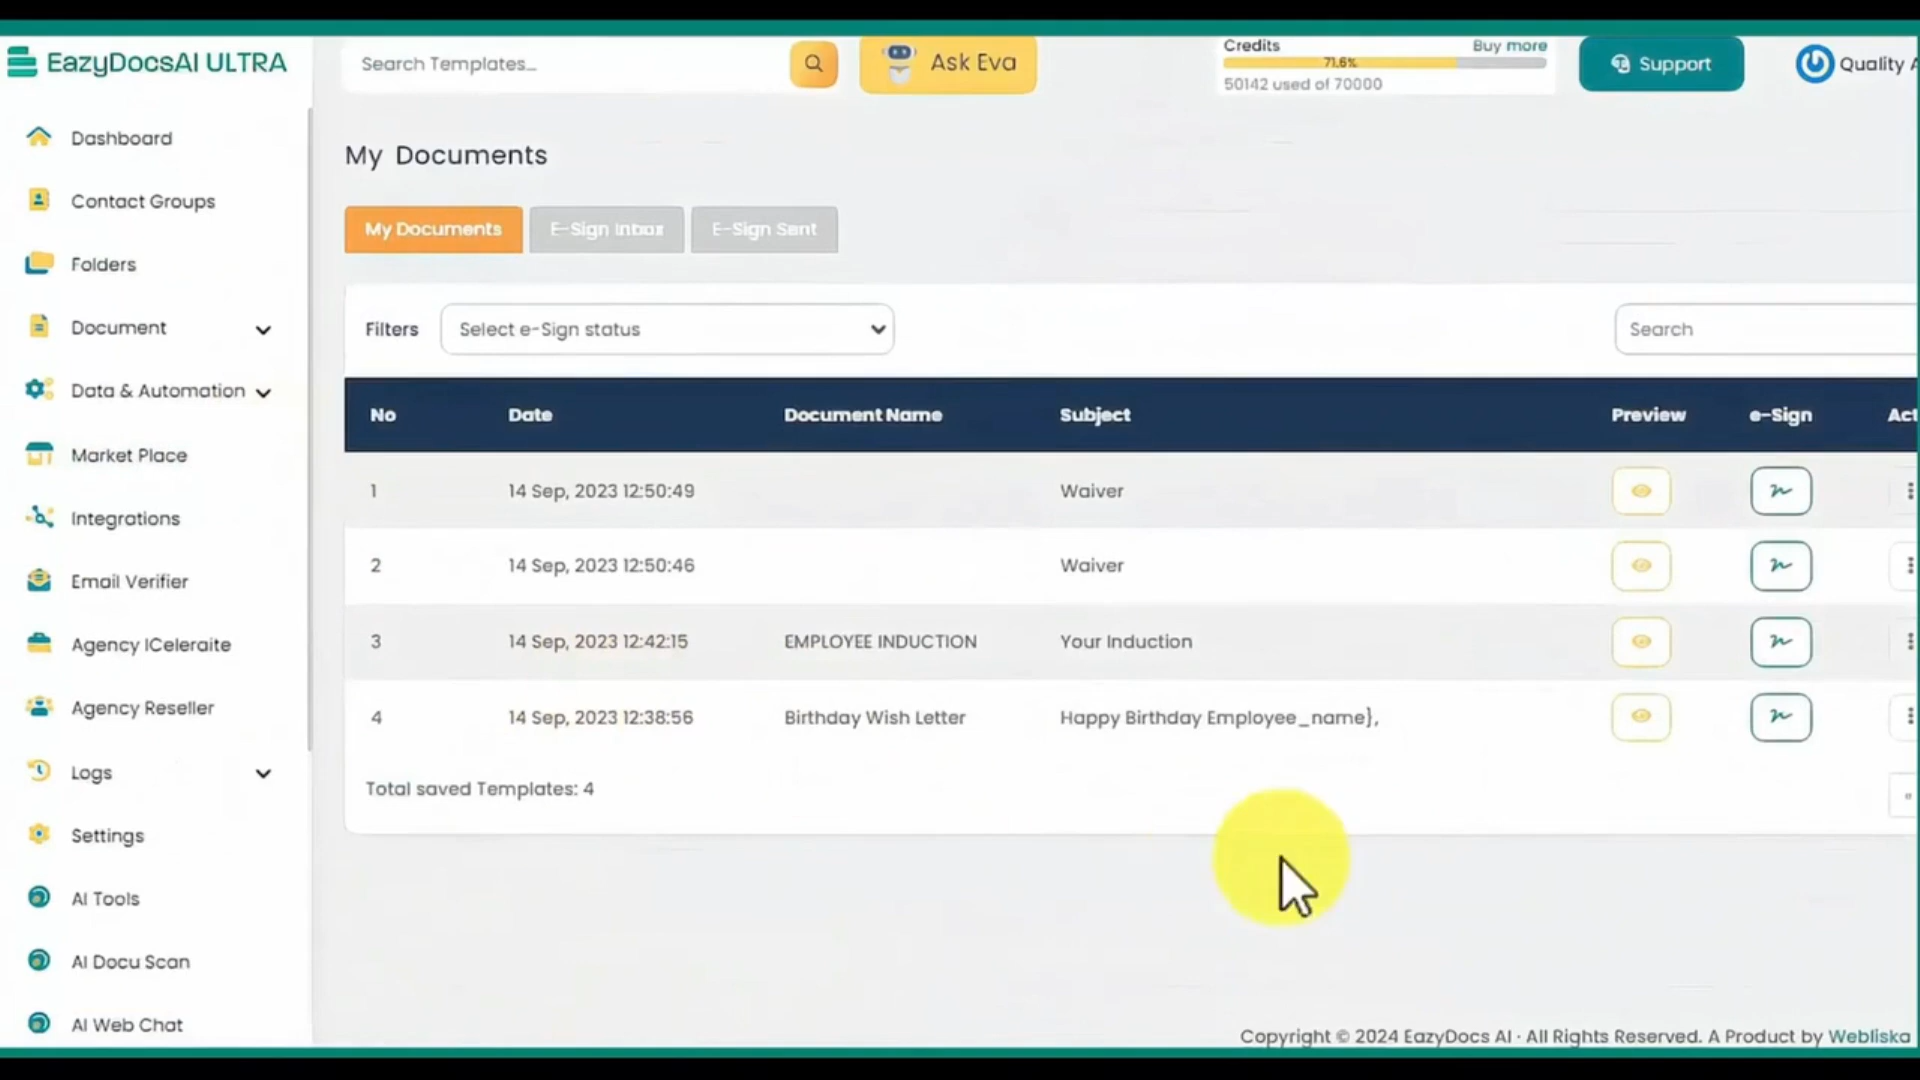 EazyDocsAI ULTRA
Search Templates...
Ask Eva
Credits
Buy more
71.6%
50142 used of 70000
Support
Quality
Dashboard
Contact Groups
Folders
Document
Data & Automation
Market Place
Integrations
Email Verifier
Agency ICeleraite
Agency Reseller
Logs
Settings
AI Tools
AI Docu Scan
AI Web Chat
My Documents
My Documents E-Sign Inbox E-Sign Sent
Filters Select e-Sign status Search
No Date Document Name Subject Preview e-Sign Act
1 14 Sep, 2023 12:50:49 Waiver
2 14 Sep, 2023 12:50:46 Waiver
3 14 Sep, 2023 12:42:15 EMPLOYEE INDUCTION Your Induction
4 14 Sep, 2023 12:38:56 Birthday Wish Letter Happy Birthday Employee_name},
Total saved Templates: 4
Copyright © 2024 EazyDocs AI · All Rights Reserved. A Product by Webliska